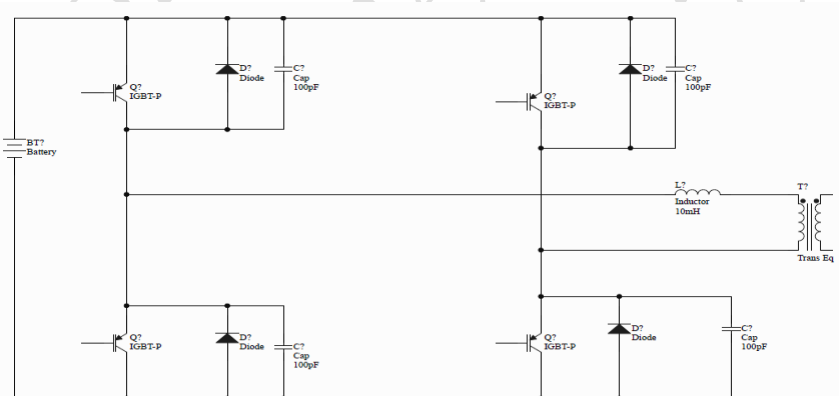 D?
Diode
C?
Cap
100pF
Q?
IGBT-P
D?
Diode
C?
Cap
100pF
Q?
IGBT-P
BT?
Battery
L?
Inductor
10mH
T?
Trans Eq
Q?
IGBT-P
D?
Diode
C?
Cap
100pF
Q?
IGBT-P
D?
Diode
C?
Cap
100pF